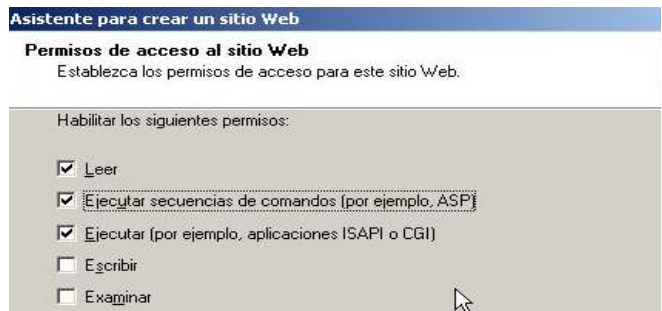 Asistente para crear un sitio Web
Permisos de acceso al sitio Web
Establezca los permisos de acceso para este sitio Web.
Habilitar los siguientes permisos:
Leer
Ejecutar secuencias de comandos (por ejemplo, ASP)
Ejecutar (por ejemplo, aplicaciones ISAPI o CGI)
Escribir
Examinar